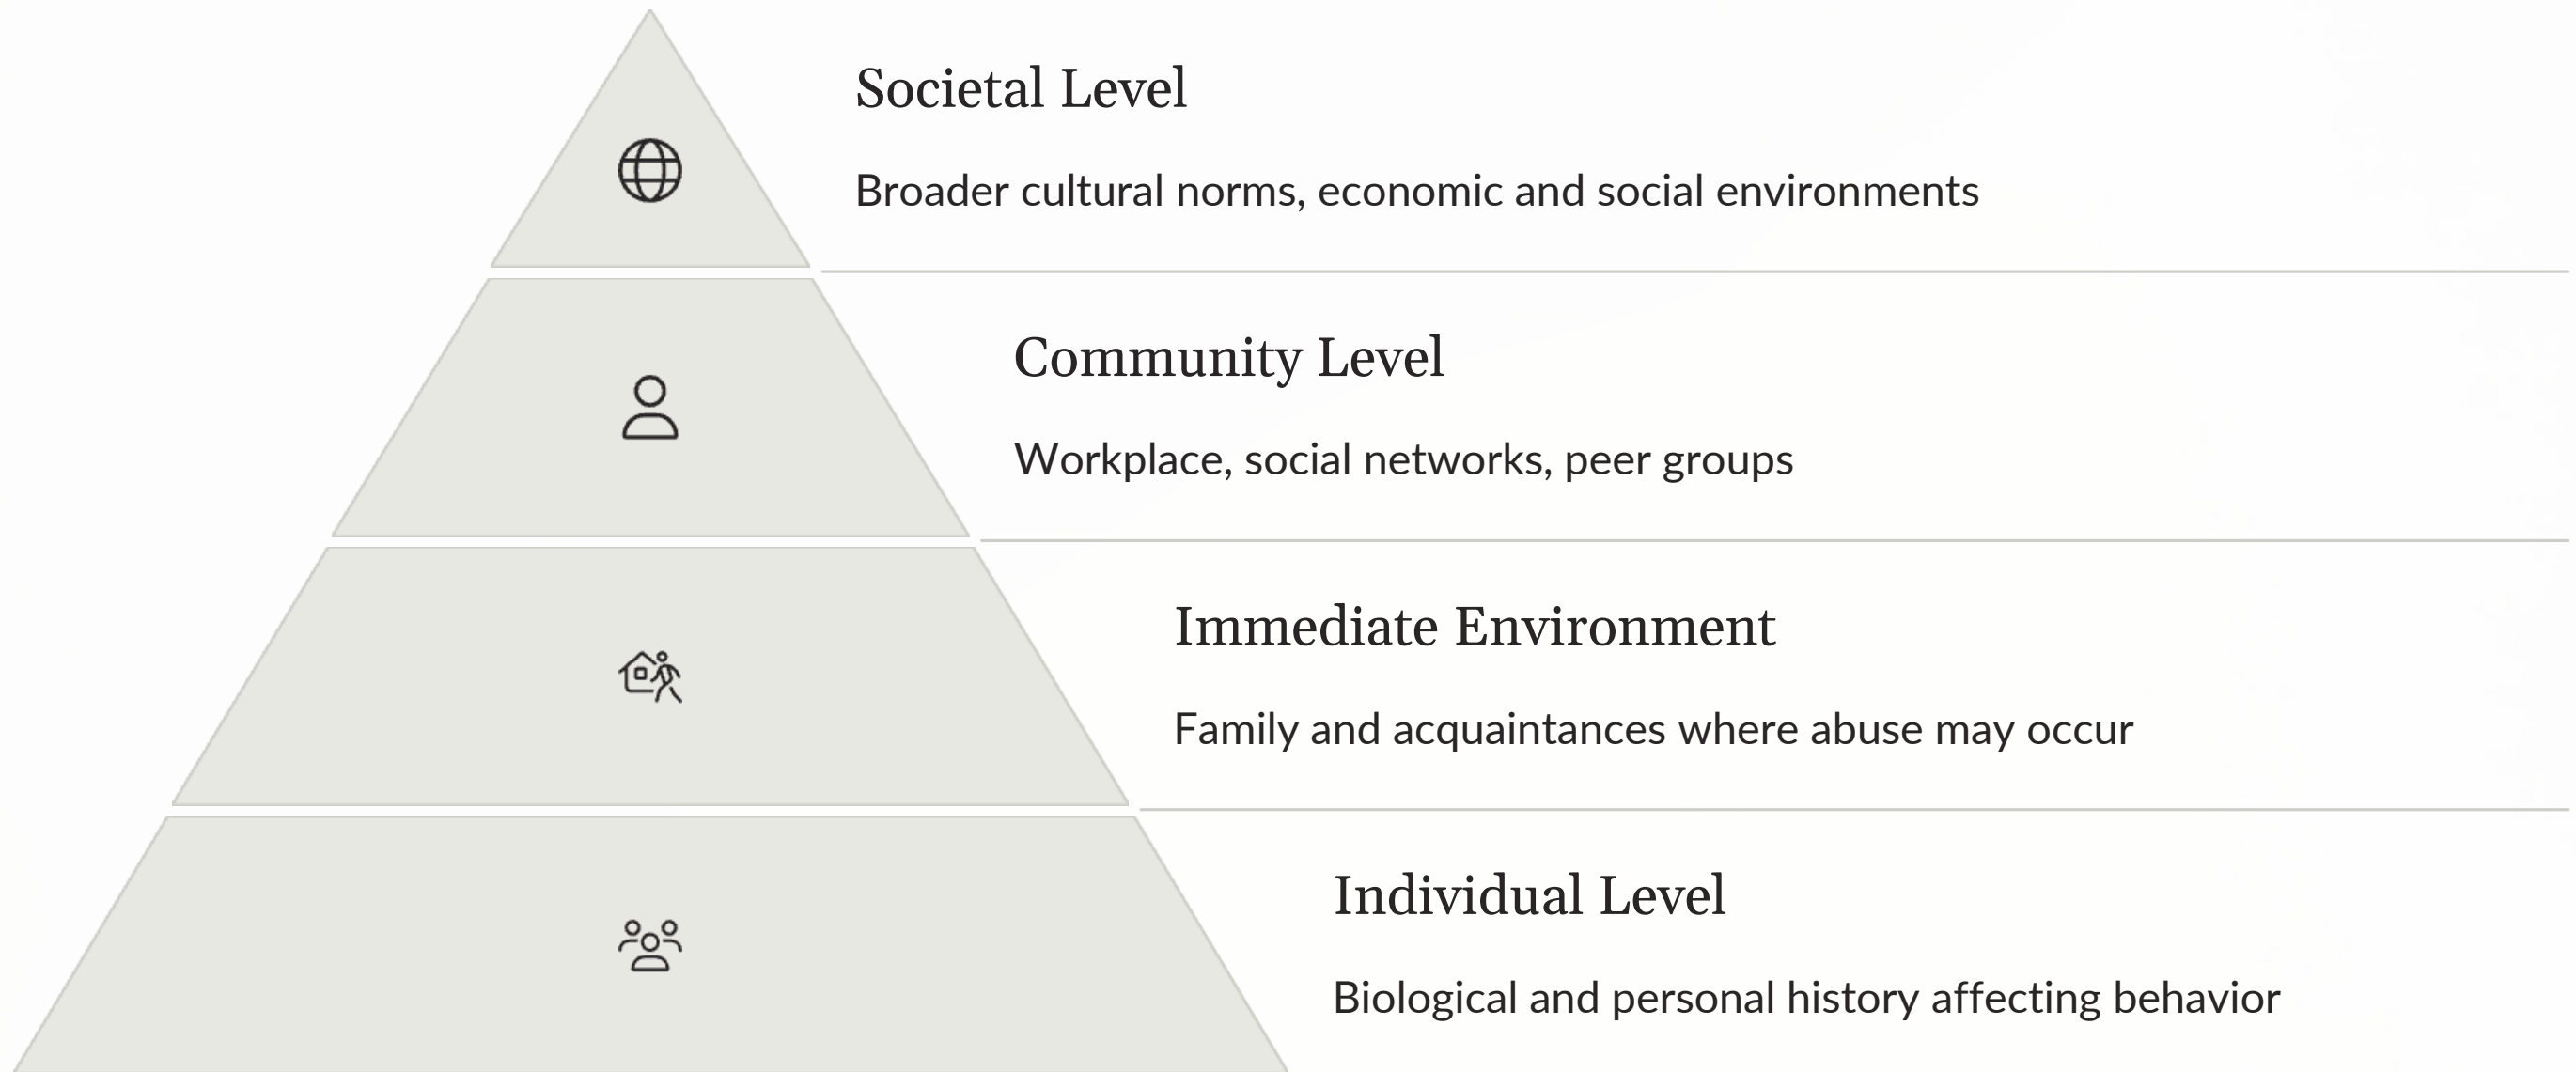 Societal Level
Broader cultural norms, economic and social environments
Community Level
Workplace, social networks, peer groups
Immediate Environment
Family and acquaintances where abuse may occur
Individual Level
Biological and personal history affecting behavior